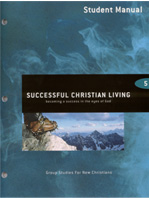 Student Manual
5
SUCCESSFUL CHRISTIAN LIVING
becoming a success in the eyes of God
Group Studies For New Christians